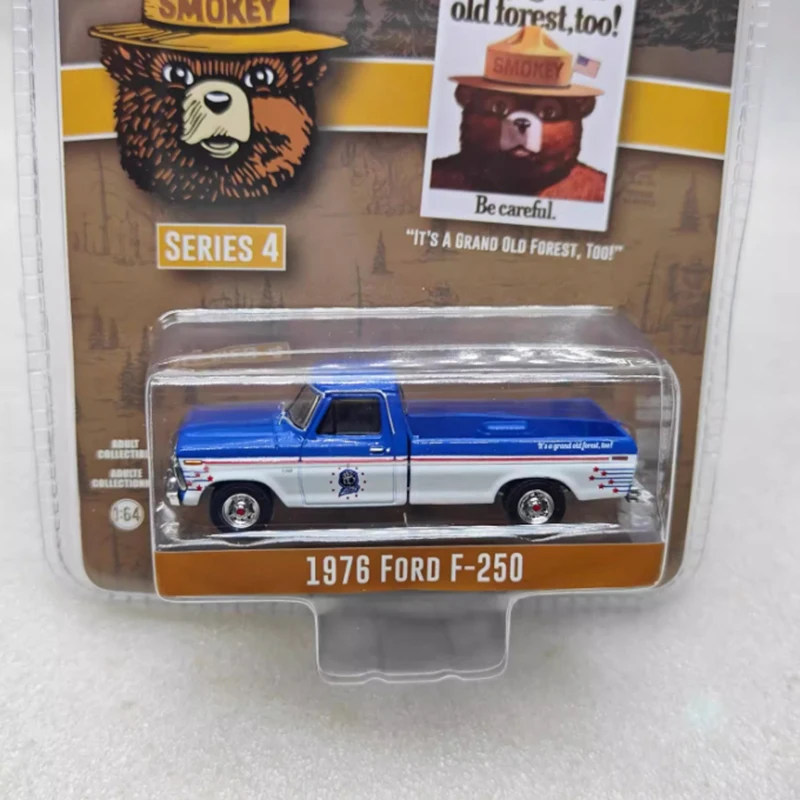 SMOKEY
old forest, too!
SMOKEY
Be careful.
SERIES 4
"IT'S A GRAND OLD FOREST, TOO!"
It's a grand old forest, too!
ADULT
ADULTE
1:64
1976 FORD F-250